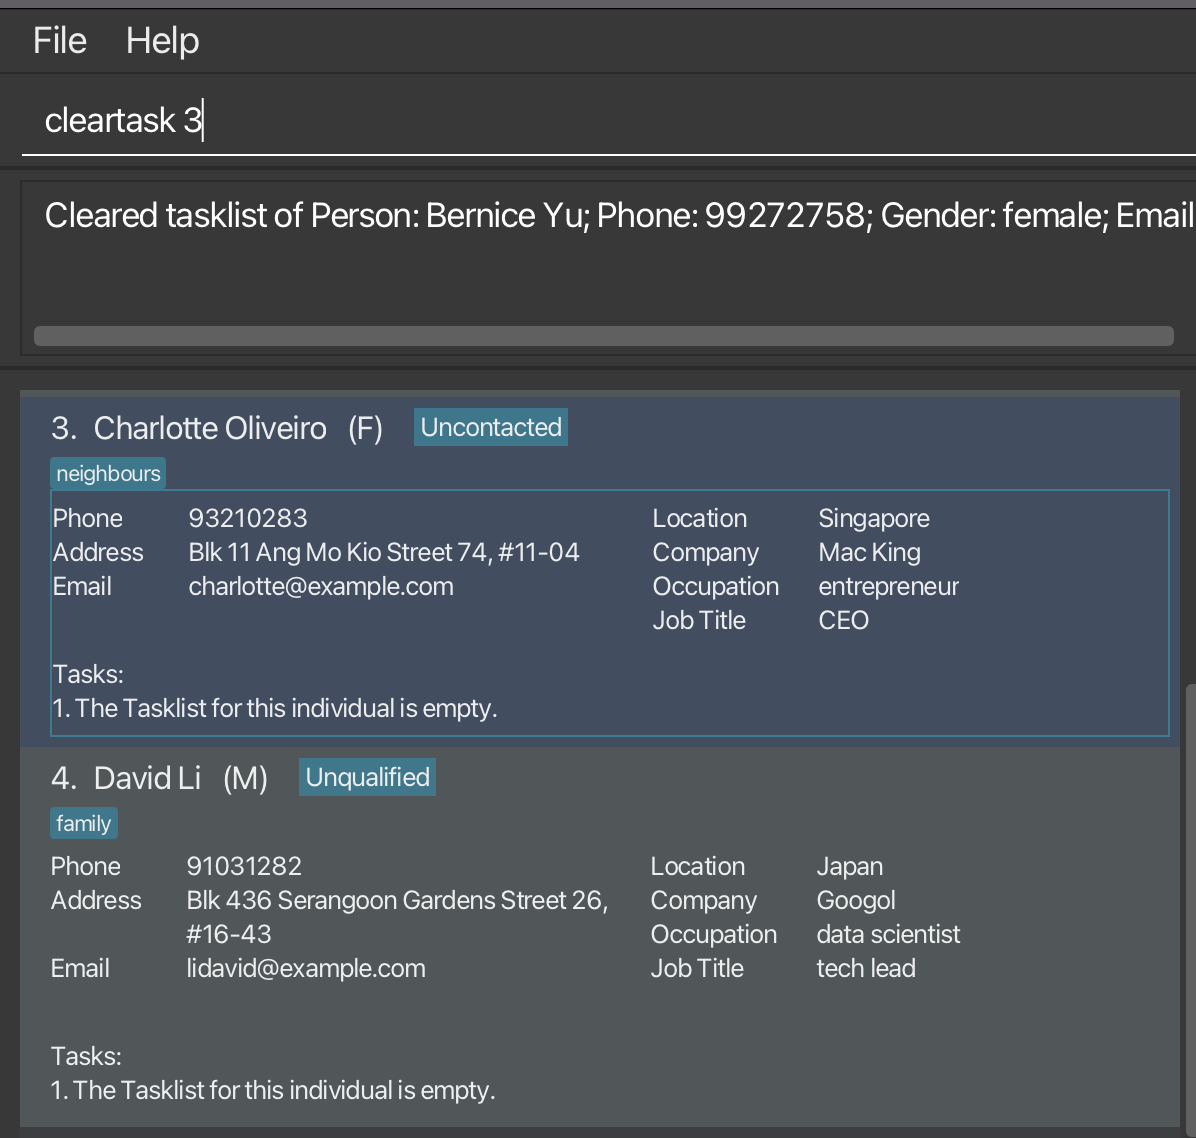 File Help
cleartask 3
Cleared tasklist of Person: Bernice Yu; Phone: 99272758; Gender: female; Email
3. Charlotte Oliveiro (F) Uncontacted
neighbours
Phone 93210283 Location Singapore
Address Blk 11 Ang Mo Kio Street 74, #11-04 Company Mac King
Email charlotte@example.com Occupation entrepreneur
Job Title CEO
Tasks:
1. The Tasklist for this individual is empty.
4. David Li (M) Unqualified
family
Phone 91031282 Location Japan
Address Blk 436 Serangoon Gardens Street 26, Company Googol
#16-43 Occupation data scientist
Email lidavid@example.com Job Title tech lead
Tasks:
1. The Tasklist for this individual is empty.